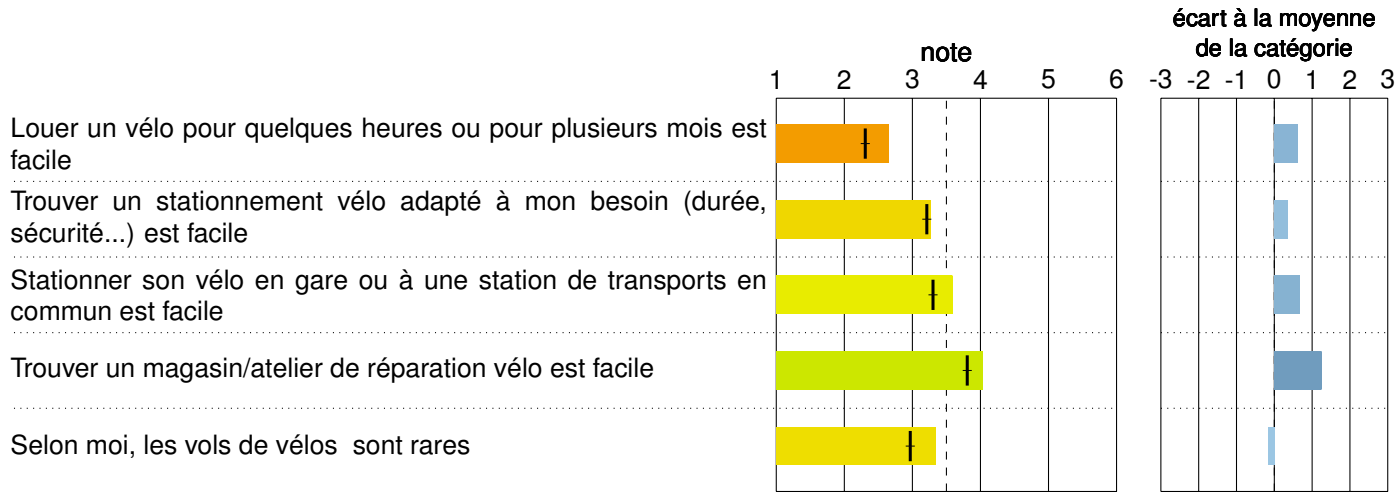 écart à la moyenne
note de la catégorie
1 2 3 4 5 6 -3 -2 -1 0 1 2 3
Louer un vélo pour quelques heures ou pour plusieurs mois est
facile
Trouver un stationnement vélo adapté à mon besoin (durée,
sécurité...) est facile
Stationner son vélo en gare ou à une station de transports en
commun est facile
Trouver un magasin/atelier de réparation vélo est facile
Selon moi, les vols de vélos sont rares